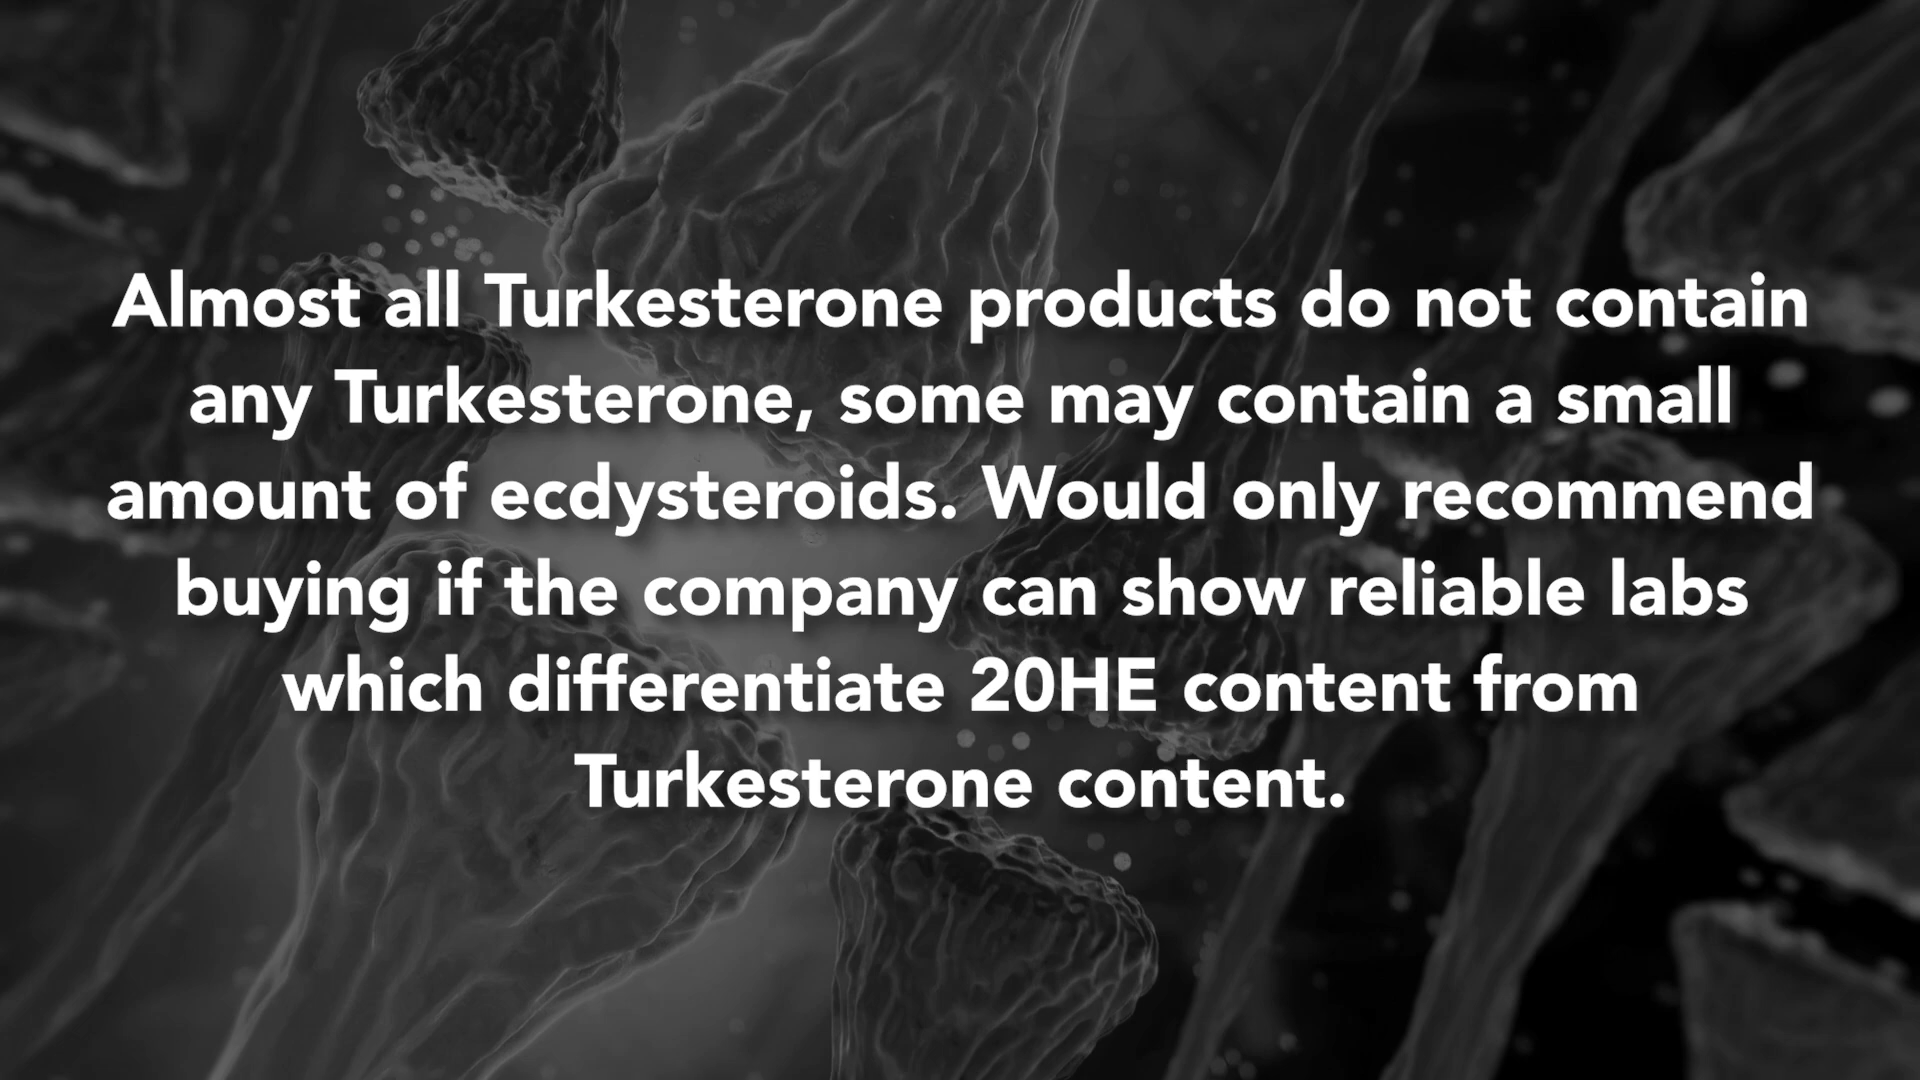 Almost all Turkesterone products do not contain
any Turkesterone, some may contain a small
amount of ecdysteroids. Would only recommend
buying if the company can show reliable labs
which differentiate 20HE content from
Turkesterone content.